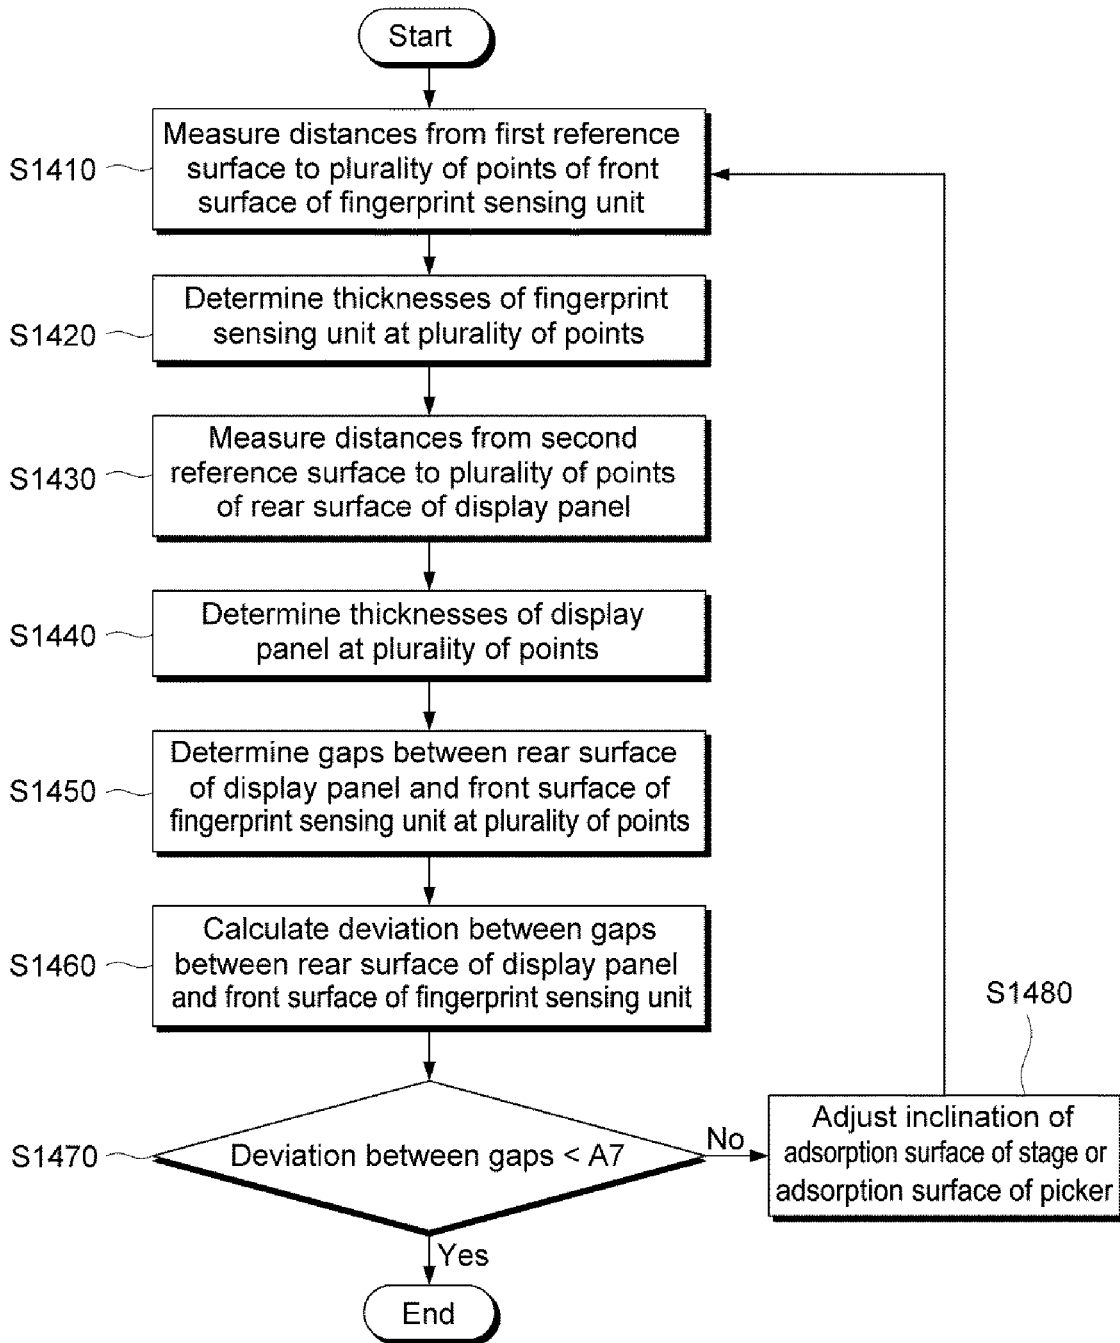 Start
S1410
Measure distances from first reference
surface to plurality of points of front
surface of fingerprint sensing unit
S1420
Determine thicknesses of fingerprint
sensing unit at plurality of points
S1430
Measure distances from second
reference surface to plurality of points
of rear surface of display panel
S1440
Determine thicknesses of display
panel at plurality of points
S1450
Determine gaps between rear surface
of display panel and front surface of
fingerprint sensing unit at plurality of points
S1460
Calculate deviation between gaps
between rear surface of display panel
and front surface of fingerprint sensing unit
S1470
Deviation between gaps < A7
No
S1480
Adjust inclination of
adsorption surface of stage or
adsorption surface of picker
Yes
End